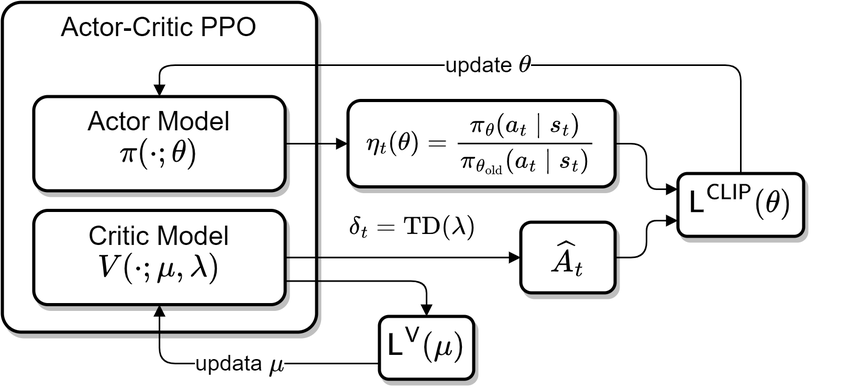 Actor-Critic PPO
update θ
Actor Model
π(·; θ)
η_t(θ) = π_θ(a_t | s_t) / π_θ_old(a_t | s_t)
L^CLIP(θ)
Critic Model
V(·; μ, λ)
δ_t = TD(λ)
Â_t
L^V(μ)
updata μ